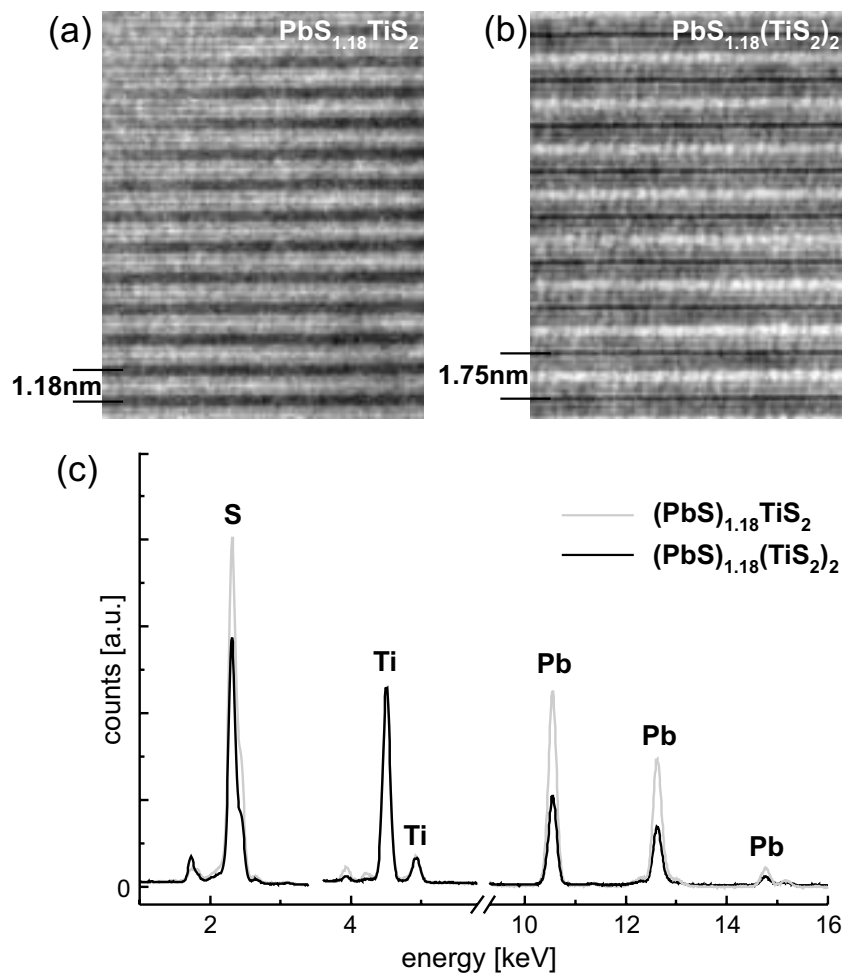 (a)
PbS₁.₁₈TiS₂
(b)
PbS₁.₁₈(TiS₂)₂
1.18nm
1.75nm
(c)
S
Ti
Ti
Pb
Pb
Pb
(PbS)₁.₁₈TiS₂
(PbS)₁.₁₈(TiS₂)₂
counts [a.u.]
0
2 4 10 12 14 16
energy [keV]